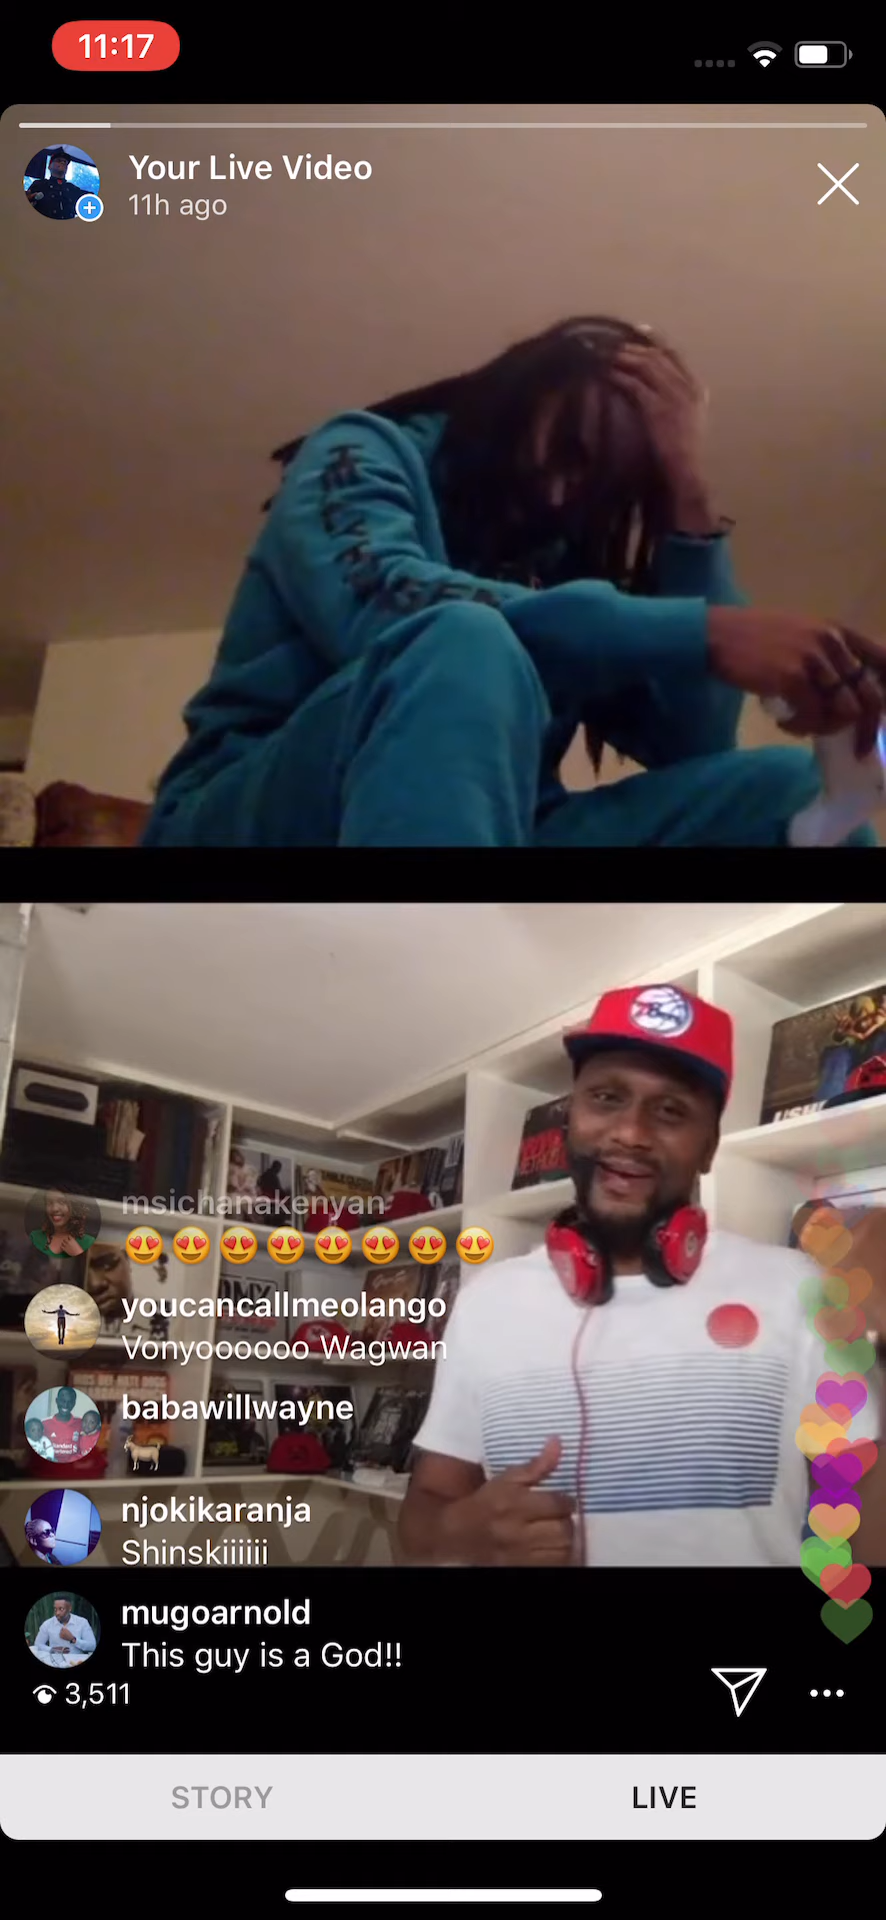 11:17
Your Live Video
11h ago
msichanakenyan
😍😍😍😍😍😍😍😍
youcancallmeolango
Vonyoooooo Wagwan
babawillwayne
🐐
njokikaranja
Shinskiiiiii
mugoarnold
This guy is a God!!
3,511
STORY
LIVE